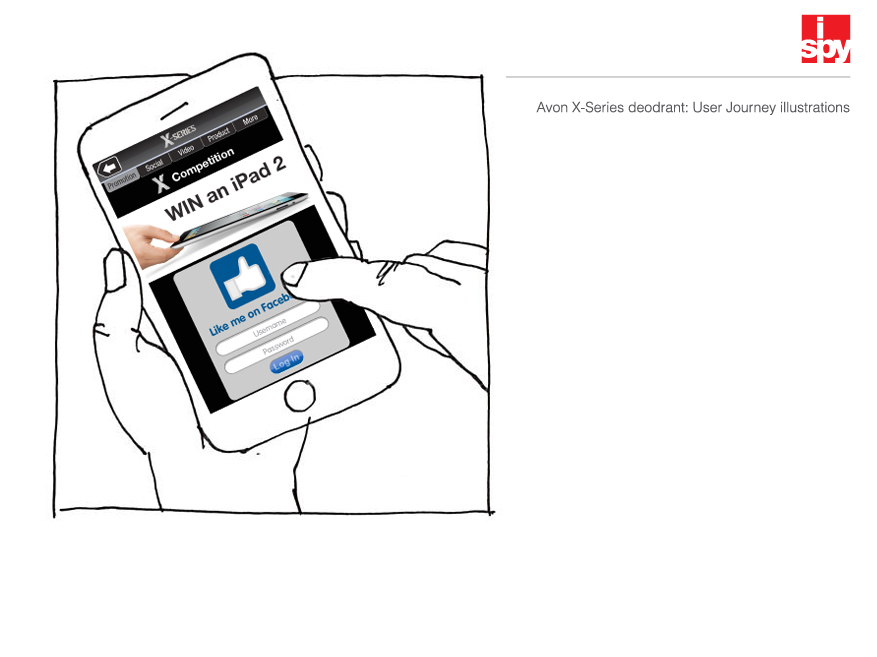 i
spy
Avon X-Series deodrant: User Journey illustrations
X-SERIES
Promotion Social Video Product More
X Competition
WIN an iPad 2
Like me on Faceb
Username
Password
Log in